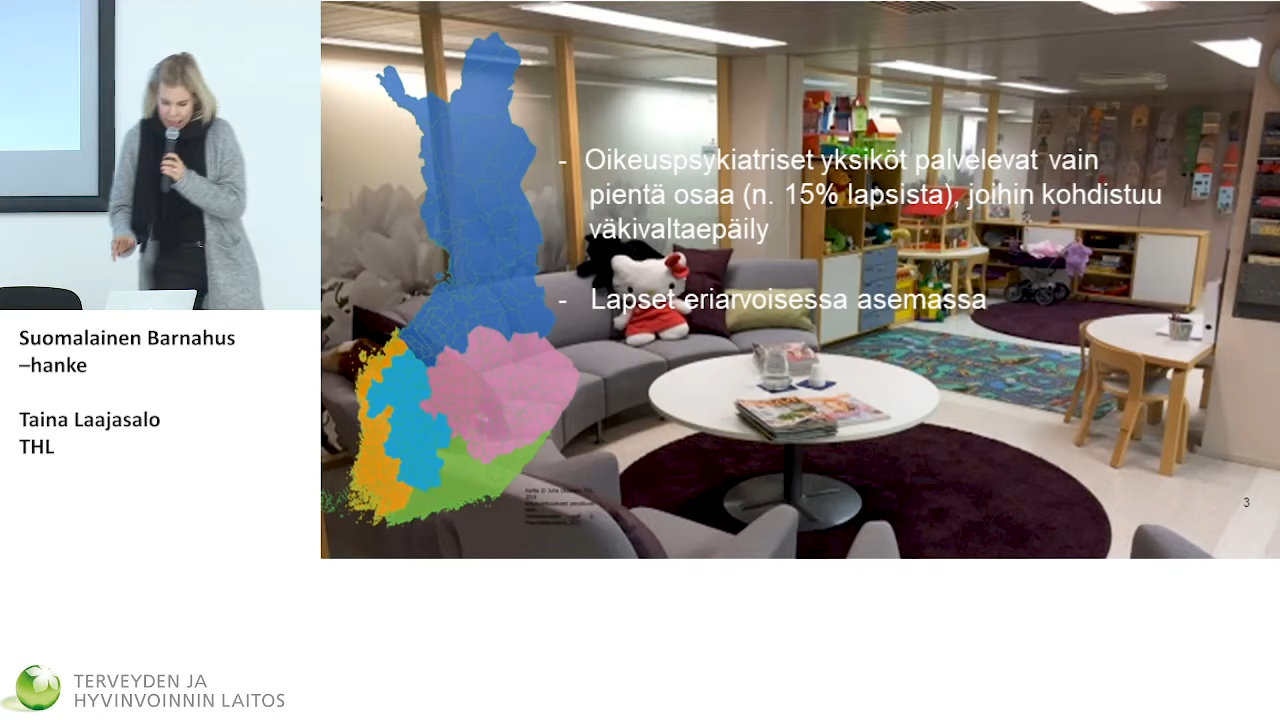 - Oikeuspsykiatriset yksiköt palvelevat vain
pientä osaa (n. 15% lapsista), joihin kohdistuu
väkivaltaepäily
- Lapset eriarvoisessa asemassa
3
Suomalainen Barnahus
–hanke
Taina Laajasalo
THL
TERVEYDEN JA
HYVINVOINNIN LAITOS